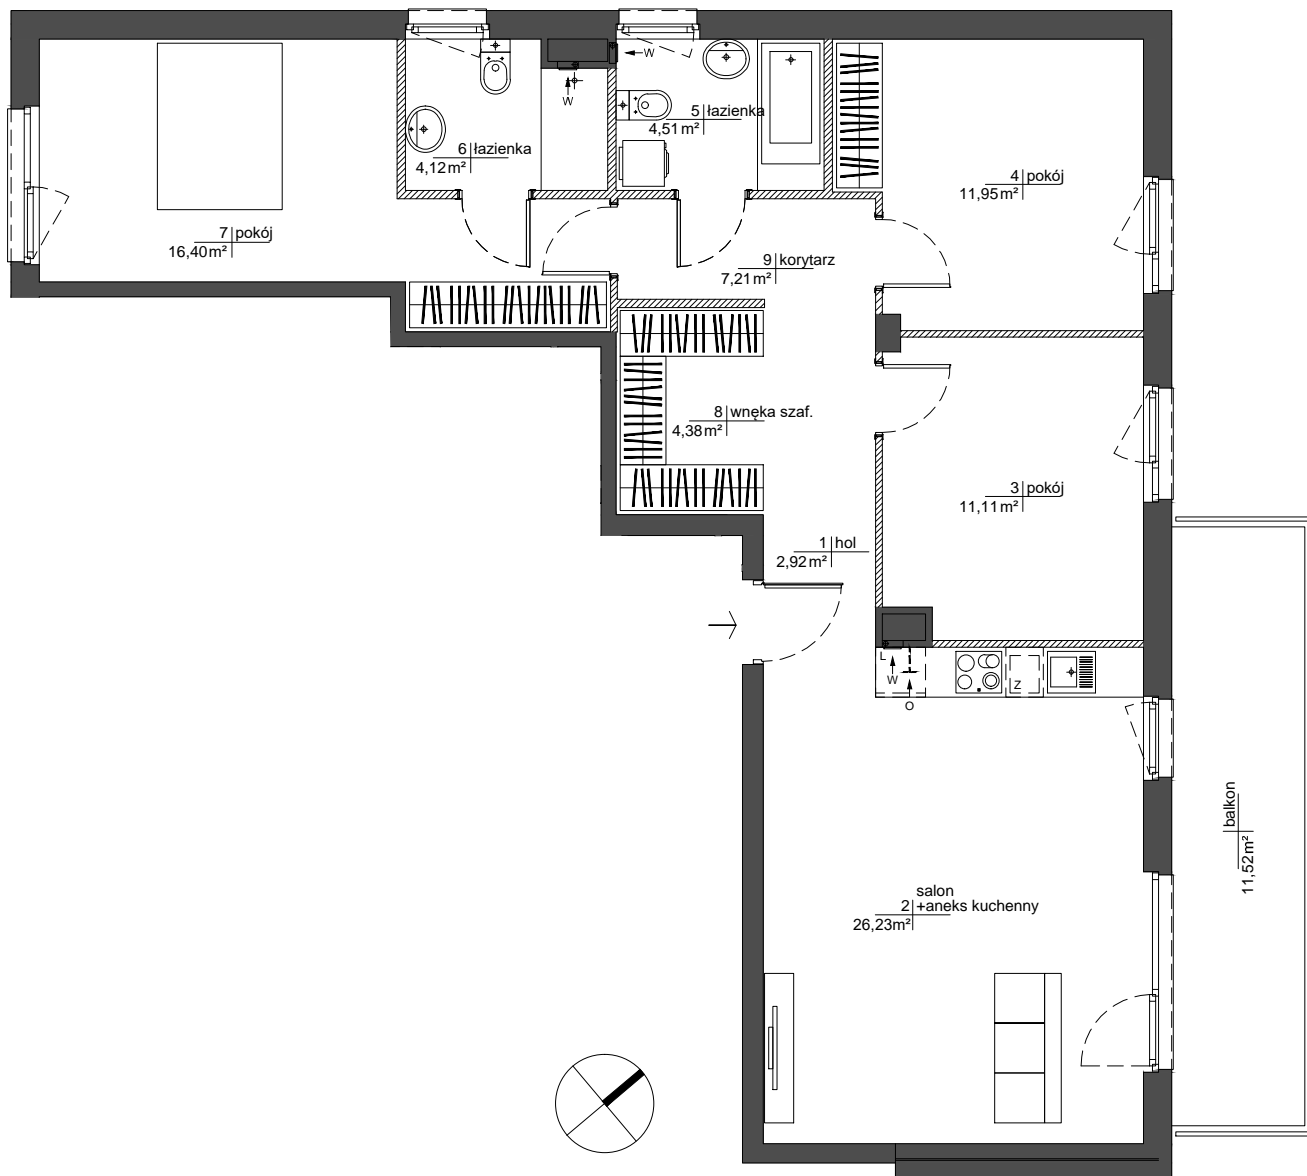 W
W
5 łazienka
4,51 m²
6 łazienka
4,12 m²
4 pokój
11,95 m²
7 pokój
16,40 m²
9 korytarz
7,21 m²
8 wnęka szaf.
4,38 m²
3 pokój
11,11 m²
1 hol
2,92 m²
L
W
Z
O
balkon
11,52 m²
salon
2 +aneks kuchenny
26,23 m²